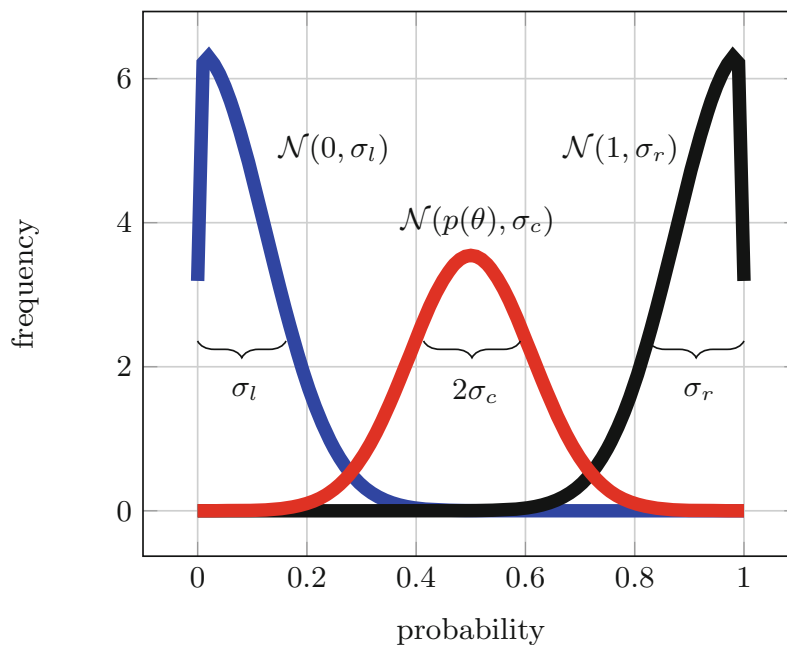 6
4
2
0
frequency
𝒩(0, σ_l)
𝒩(1, σ_r)
𝒩(p(θ), σ_c)
σ_l
2σ_c
σ_r
0 0.2 0.4 0.6 0.8 1
probability